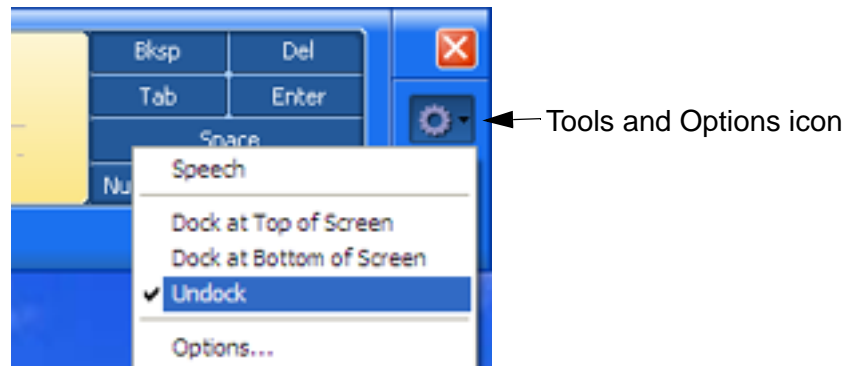 Bksp Del
Tab Enter
Tools and Options icon
Space
Speech
Nu
Dock at Top of Screen
Dock at Bottom of Screen
Undock
Options...